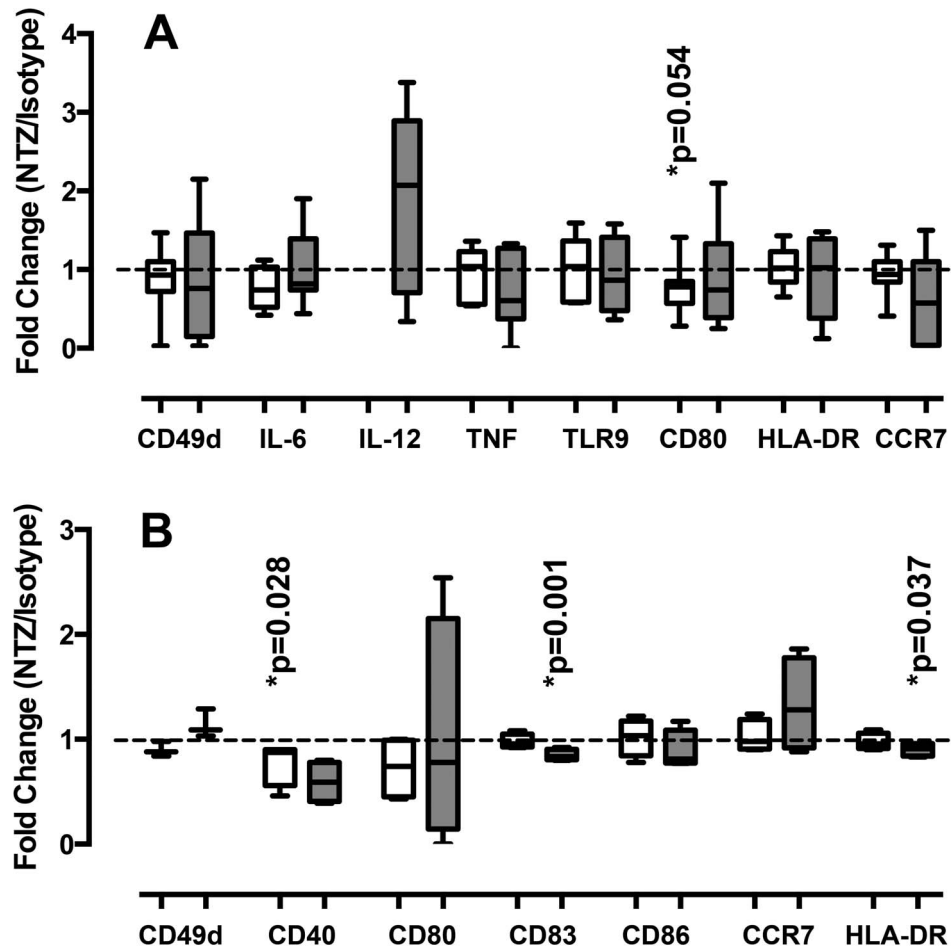 A
Fold Change (NTZ/Isotype)
4
3
2
1
0
*p=0.054
CD49d IL-6 IL-12 TNF TLR9 CD80 HLA-DR CCR7
B
Fold Change (NTZ/Isotype)
3
2
1
0
*p=0.028
*p=0.001
*p=0.037
CD49d CD40 CD80 CD83 CD86 CCR7 HLA-DR